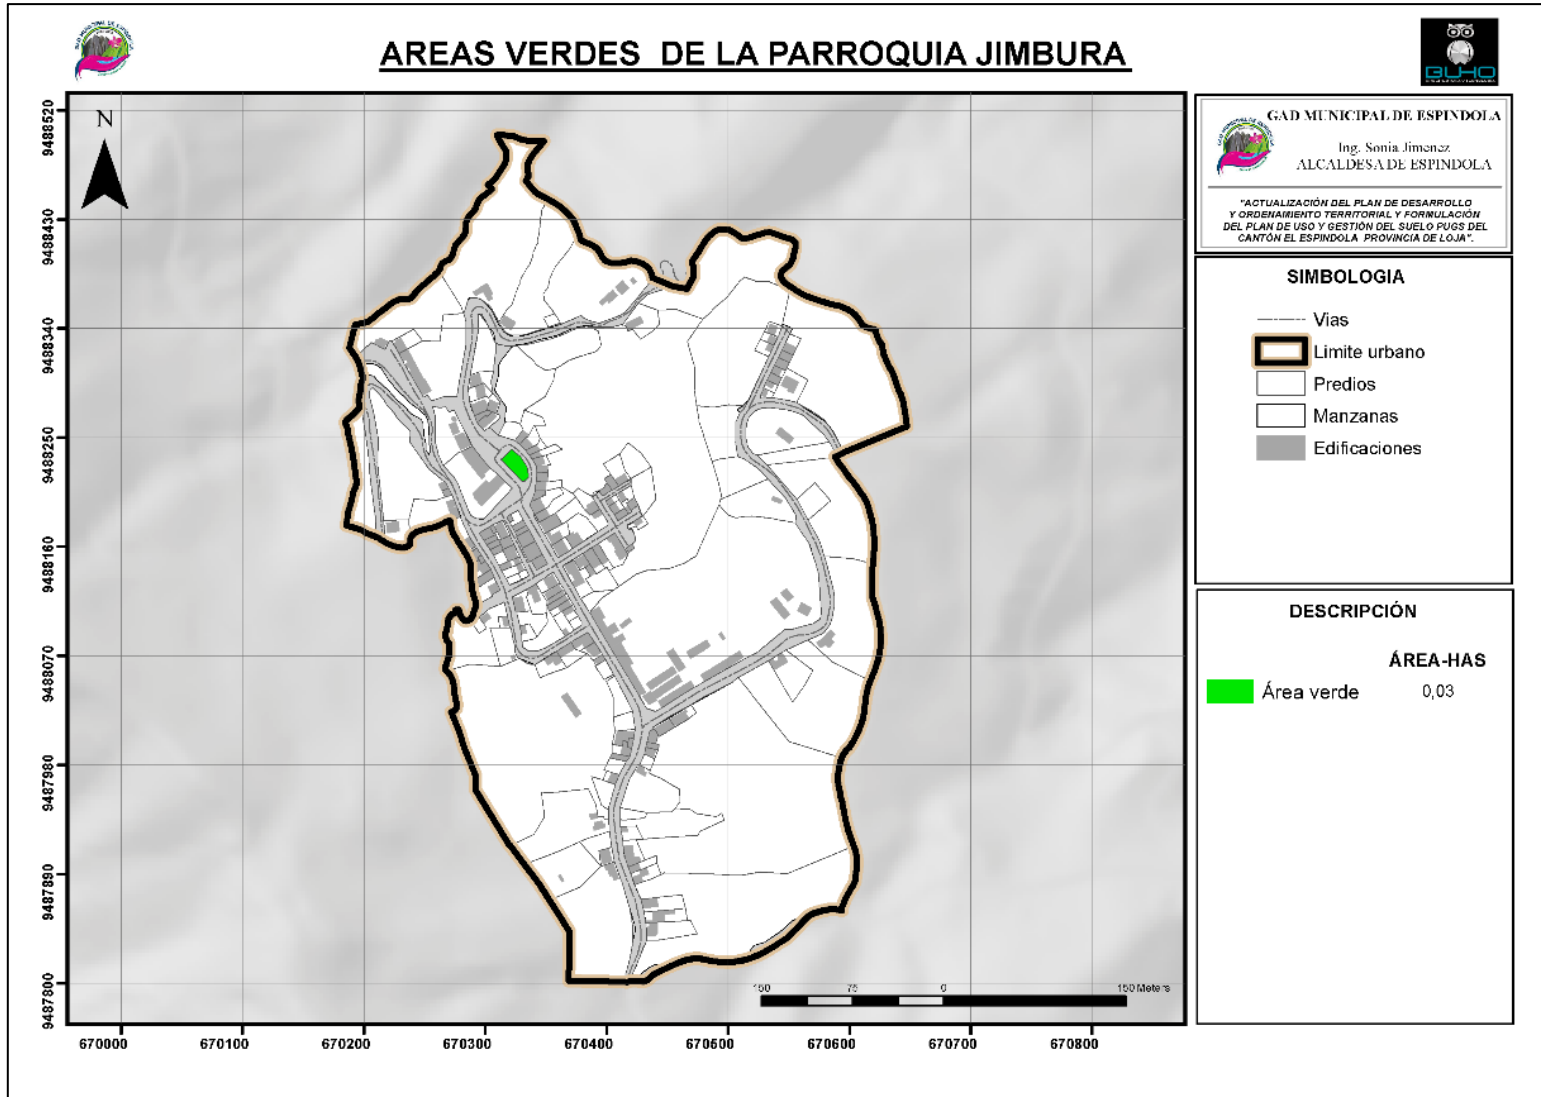 AREAS VERDES DE LA PARROQUIA JIMBURA
BUHO
GAD MUNICIPAL DE ESPINDOLA
Ing. Sonia Jimenez
ALCALDESA DE ESPINDOLA
"ACTUALIZACIÓN DEL PLAN DE DESARROLLO
Y ORDENAMIENTO TERRITORIAL Y FORMULACIÓN
DEL PLAN DE USO Y GESTIÓN DEL SUELO PUGS DEL
CANTÓN EL ESPINDOLA PROVINCIA DE LOJA".
SIMBOLOGIA
Vias
Limite urbano
Predios
Manzanas
Edificaciones
DESCRIPCIÓN
ÁREA-HAS
Área verde 0,03
N
9488520
9488430
9488340
9488250
9488160
9488070
9487980
9487890
9487800
150 75 0 150 Meters
670000 670100 670200 670300 670400 670500 670600 670700 670800